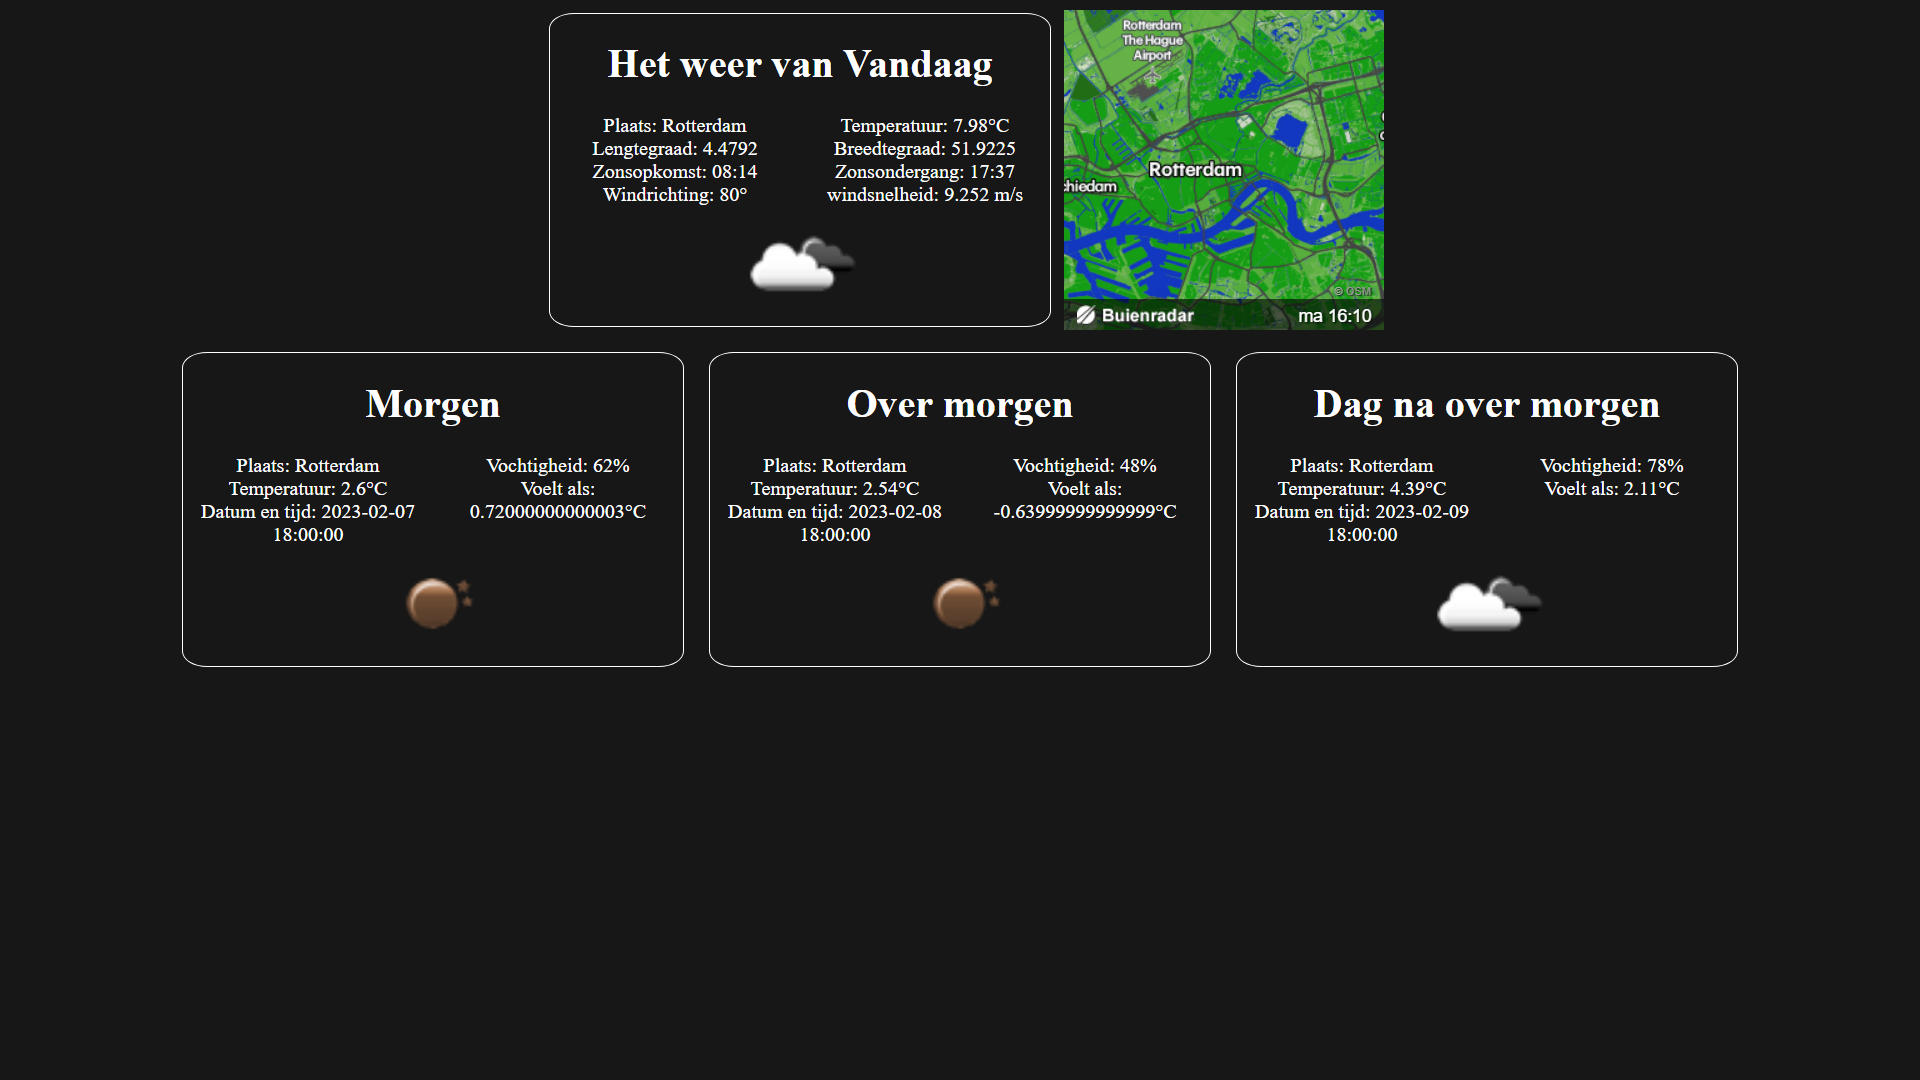 Het weer van Vandaag
Plaats: Rotterdam
Lengtegraad: 4.4792
Zonsopkomst: 08:14
Windrichting: 80°
Temperatuur: 7.98°C
Breedtegraad: 51.9225
Zonsondergang: 17:37
windsnelheid: 9.252 m/s
Rotterdam
The Hague
Airport
Rotterdam
chiedam
© OSM
Buienradar
ma 16:10
Morgen
Plaats: Rotterdam
Temperatuur: 2.6°C
Datum en tijd: 2023-02-07
18:00:00
Vochtigheid: 62%
Voelt als:
0.72000000000003°C
Over morgen
Plaats: Rotterdam
Temperatuur: 2.54°C
Datum en tijd: 2023-02-08
18:00:00
Vochtigheid: 48%
Voelt als:
-0.63999999999999°C
Dag na over morgen
Plaats: Rotterdam
Temperatuur: 4.39°C
Datum en tijd: 2023-02-09
18:00:00
Vochtigheid: 78%
Voelt als: 2.11°C